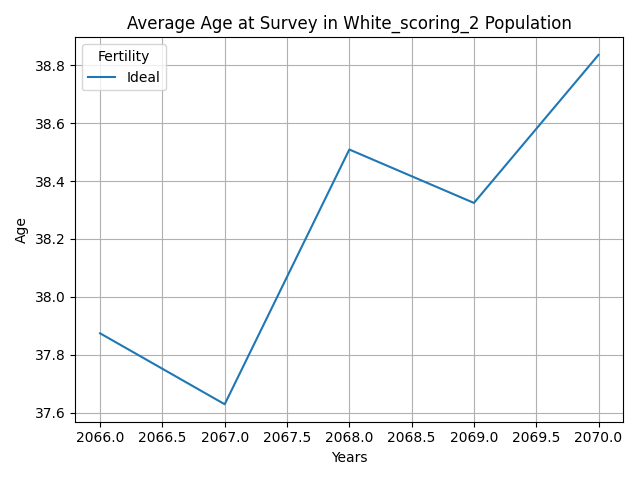 Average Age at Survey in White_scoring_2 Population
Fertility
Ideal
38.8
38.6
38.4
38.2
38.0
37.8
37.6
Age
2066.0 2066.5 2067.0 2067.5 2068.0 2068.5 2069.0 2069.5 2070.0
Years